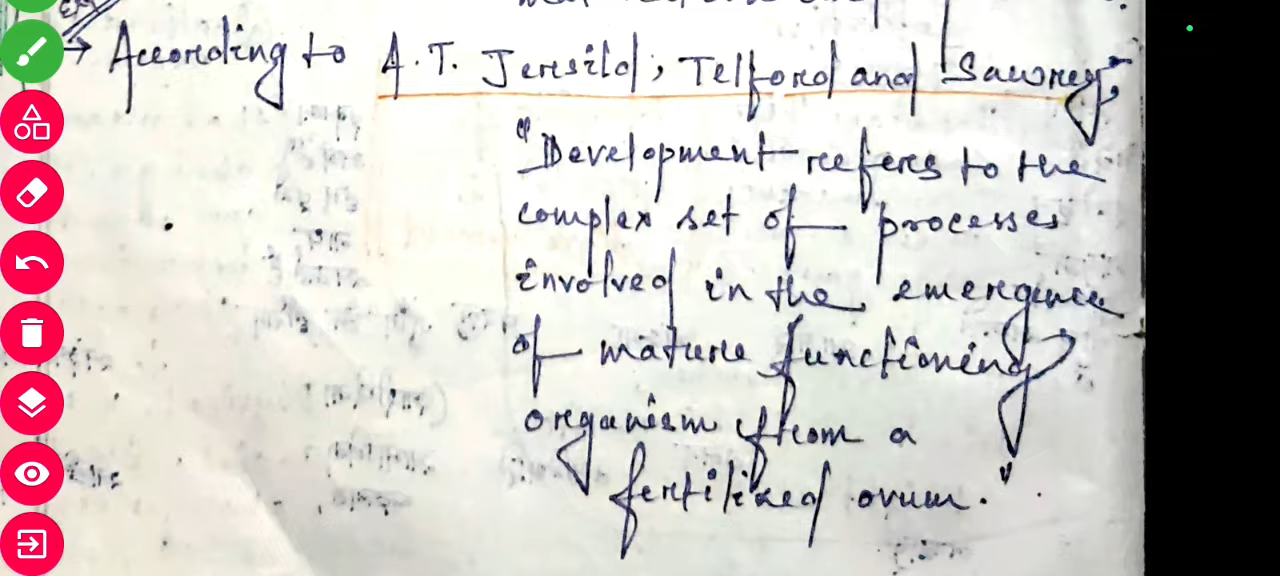 → According to A.T. Jersild, Telford and Sawrey,
"Development refers to the
complex set of processes
involved in the emergence
of mature functioning
organism from a
fertilized ovum."